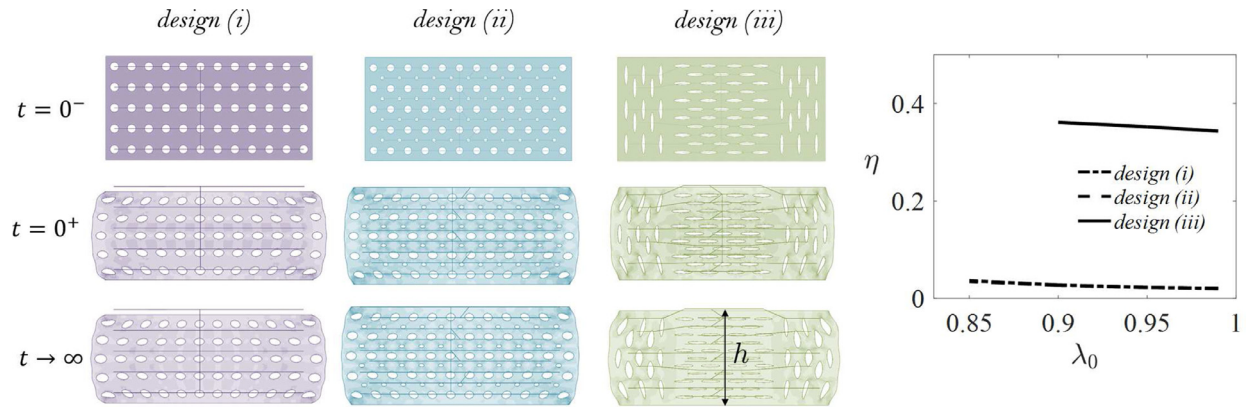 design (i) design (ii) design (iii)
t = 0⁻
t = 0⁺
t → ∞
h
0.4
η
0.2
0
design (i)
design (ii)
design (iii)
0.85 0.9 0.95 1
λ₀